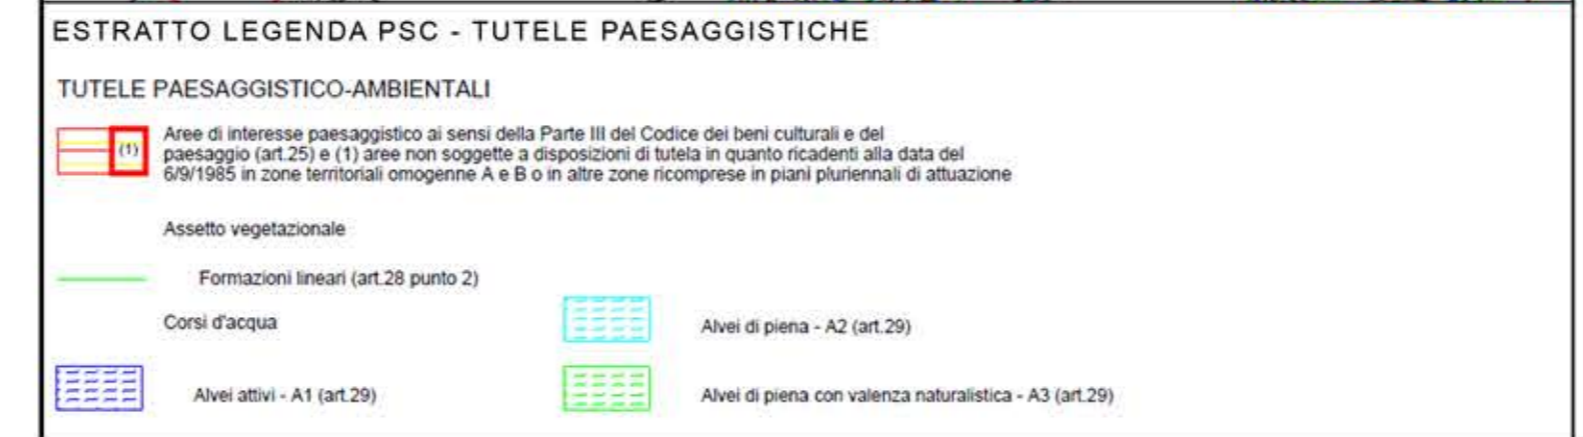 ESTRATTO LEGENDA PSC - TUTELE PAESAGGISTICHE
TUTELE PAESAGGISTICO-AMBIENTALI
(1)
Aree di interesse paesaggistico ai sensi della Parte III del Codice dei beni culturali e del
paesaggio (art.25) e (1) aree non soggette a disposizioni di tutela in quanto ricadenti alla data del
6/9/1985 in zone territoriali omogenne A e B o in altre zone ricomprese in piani pluriennali di attuazione
Assetto vegetazionale
Formazioni lineari (art.28 punto 2)
Corsi d'acqua
Alvei di piena - A2 (art.29)
Alvei attivi - A1 (art.29)
Alvei di piena con valenza naturalistica - A3 (art.29)